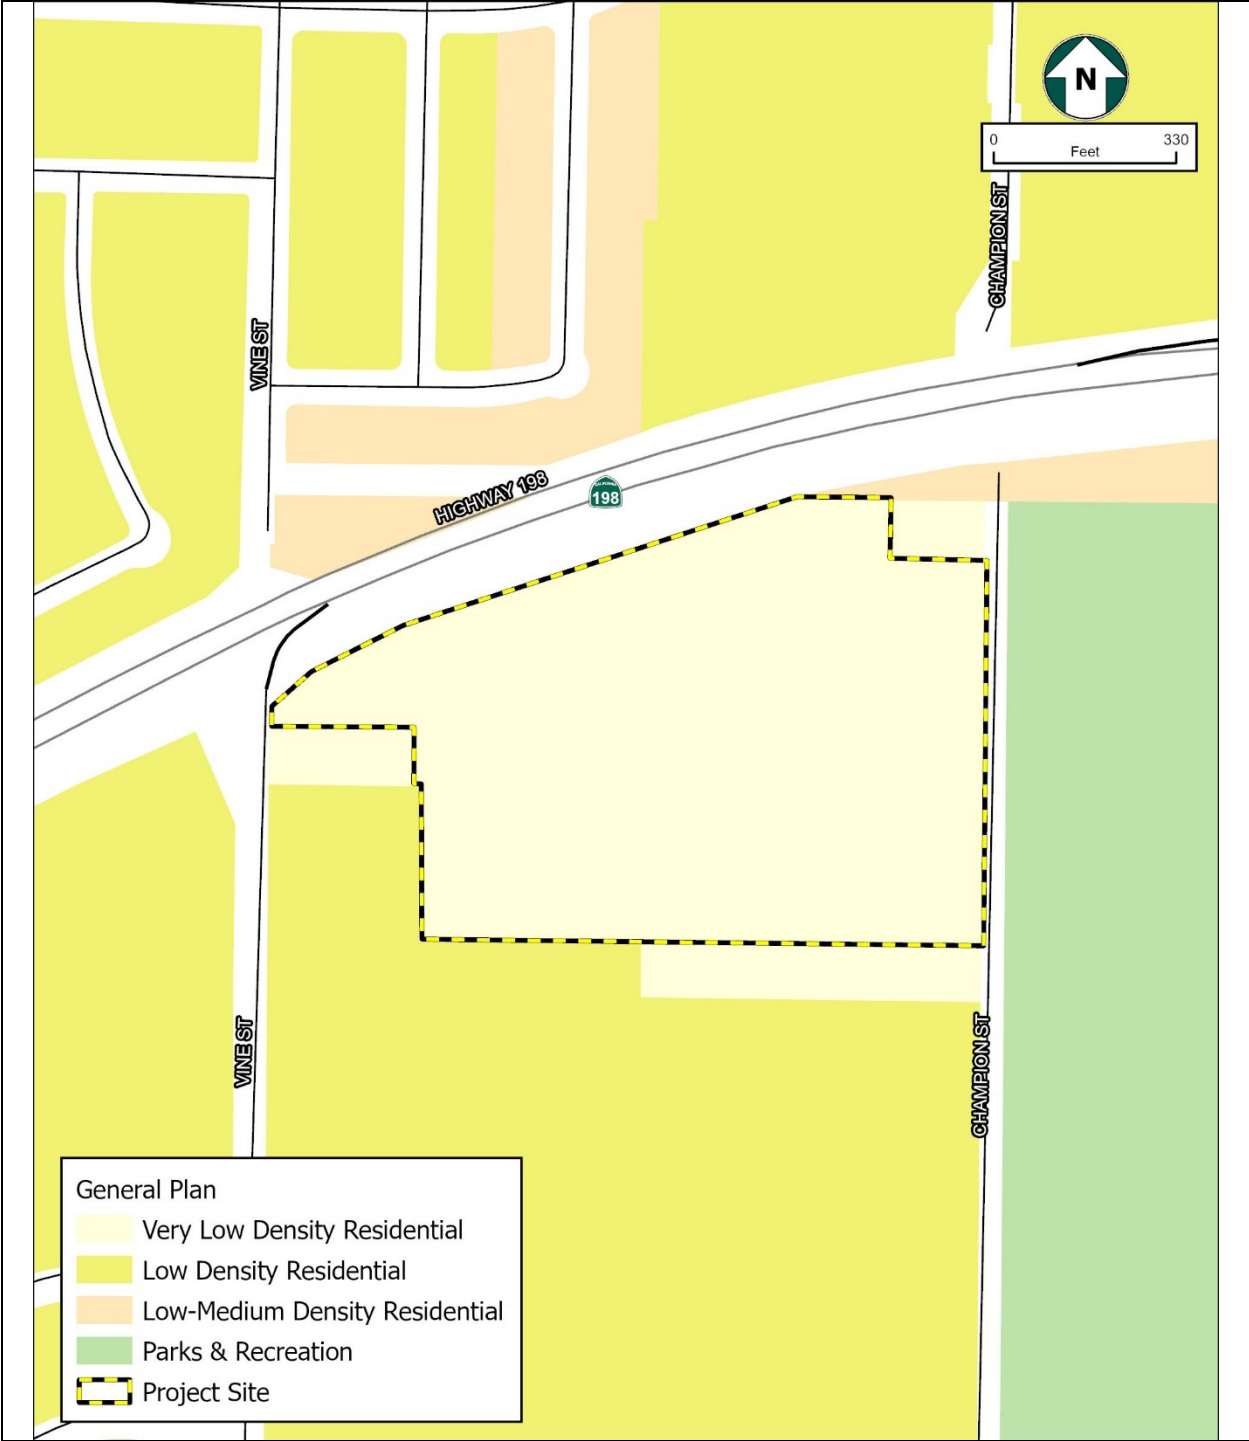 N
0 330
Feet
CHAMPION ST
VINE ST
HIGHWAY 198
CALIFORNIA
198
VINE ST
CHAMPION ST
General Plan
Very Low Density Residential
Low Density Residential
Low-Medium Density Residential
Parks & Recreation
Project Site